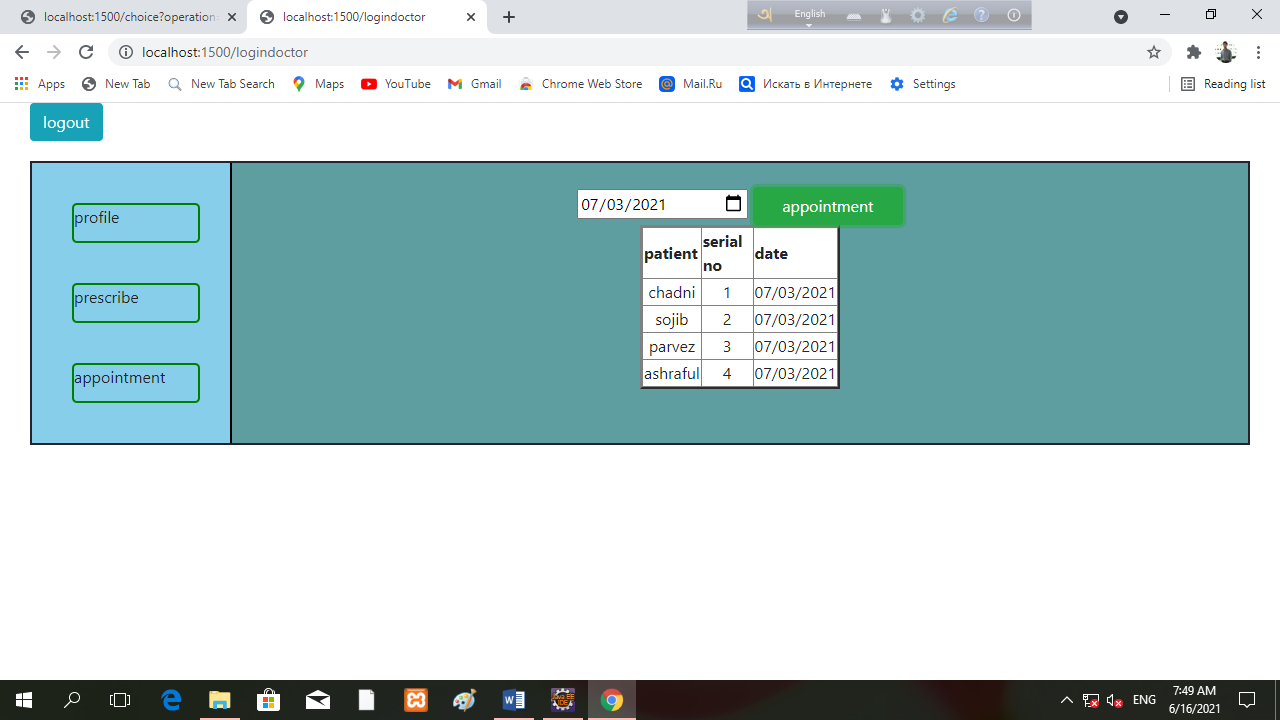 localhost:1500/choice?operation
localhost:1500/logindoctor
English
localhost:1500/logindoctor
Apps New Tab New Tab Search Maps YouTube Gmail Chrome Web Store Mail.Ru Искать в Интернете Settings Reading list
logout
profile
prescribe
appointment
07/03/2021 appointment
patient serial no date
chadni 1 07/03/2021
sojib 2 07/03/2021
parvez 3 07/03/2021
ashraful 4 07/03/2021
ENG
7:49 AM
6/16/2021